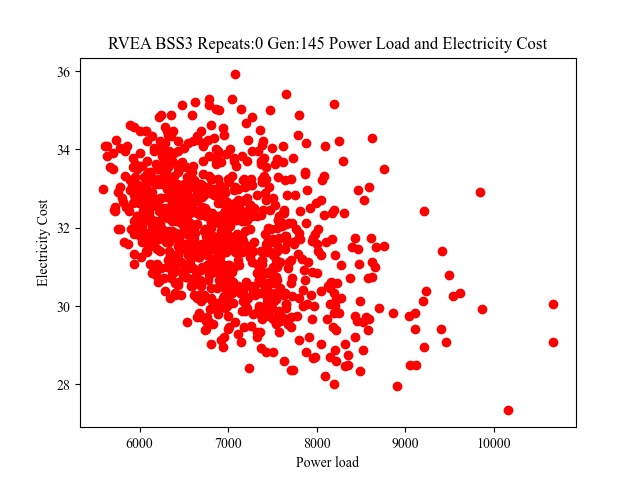 RVEA BSS3 Repeats:0 Gen:145 Power Load and Electricity Cost
36
34
32
30
28
Electricity Cost
6000 7000 8000 9000 10000
Power load